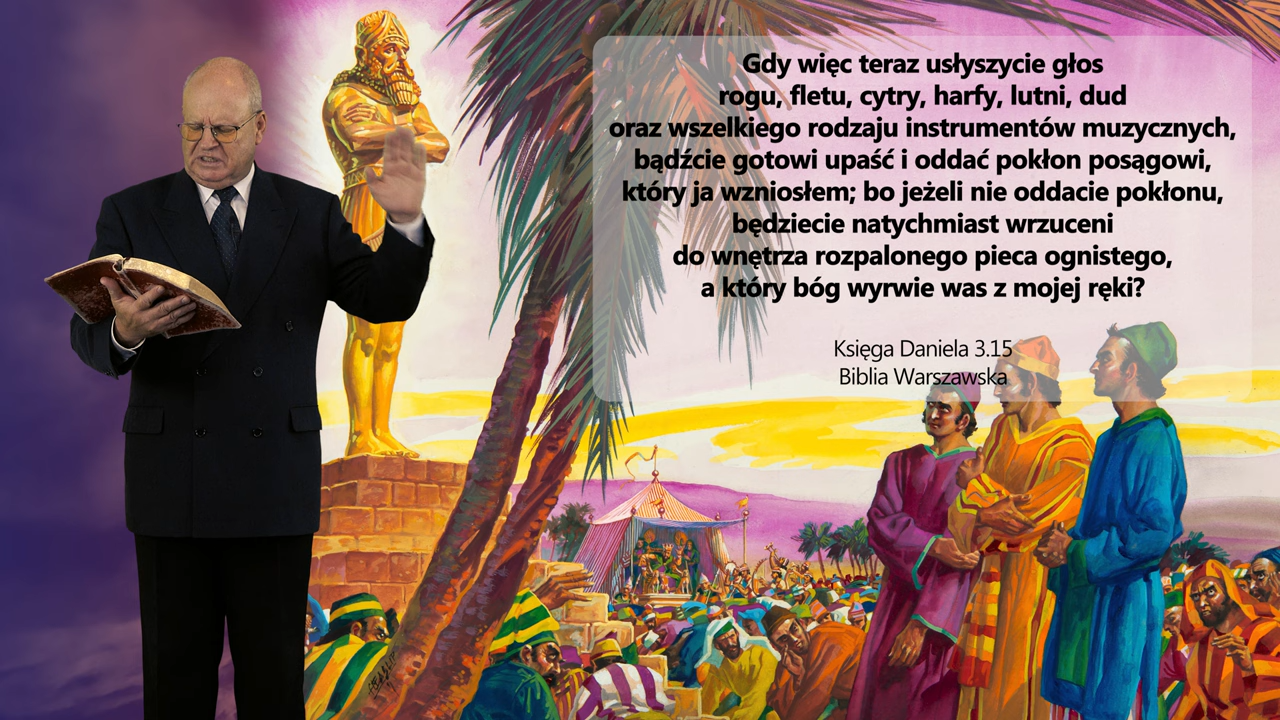 Gdy więc teraz usłyszycie głos
rogu, fletu, cytry, harfy, lutni, dud
oraz wszelkiego rodzaju instrumentów muzycznych,
bądźcie gotowi upaść i oddać pokłon posągowi,
który ja wzniosłem; bo jeżeli nie oddacie pokłonu,
będziecie natychmiast wrzuceni
do wnętrza rozpalonego pieca ognistego,
a który bóg wyrwie was z mojej ręki?
Księga Daniela 3.15
Biblia Warszawska